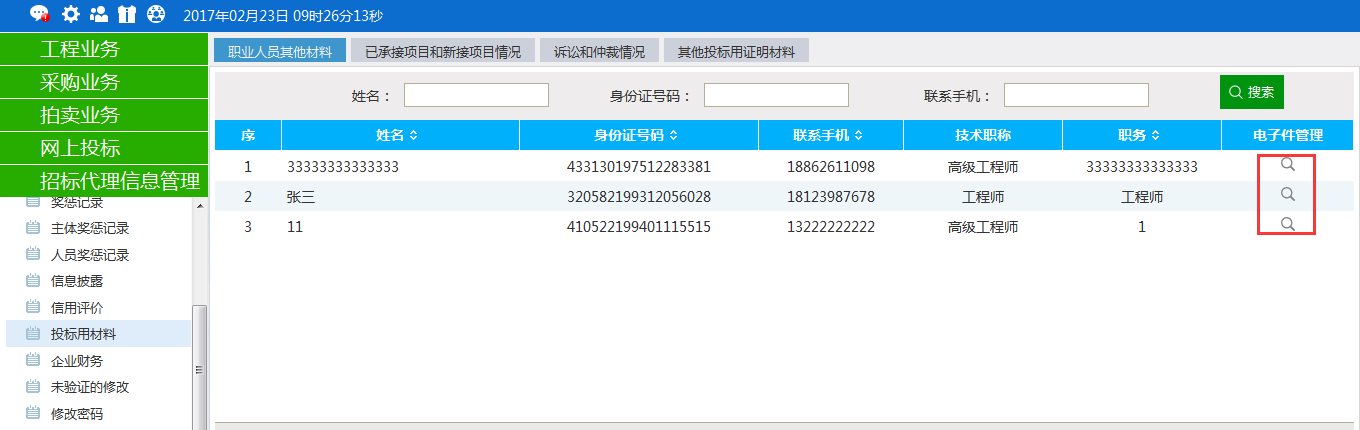 2017年02月23日 09时26分13秒
工程业务
采购业务
拍卖业务
网上投标
招标代理信息管理
奖惩记录
主体奖惩记录
人员奖惩记录
信息披露
信用评价
投标用材料
企业财务
未验证的修改
修改密码
职业人员其他材料 已承接项目和新接项目情况 诉讼和仲裁情况 其他投标用证明材料
姓名： 身份证号码： 联系手机： 搜索
序 姓名 身份证号码 联系手机 技术职称 职务 电子件管理
1 33333333333333 433130197512283381 18862611098 高级工程师 33333333333333
2 张三 320582199312056028 18123987678 工程师 工程师
3 11 410522199401115515 13222222222 高级工程师 1